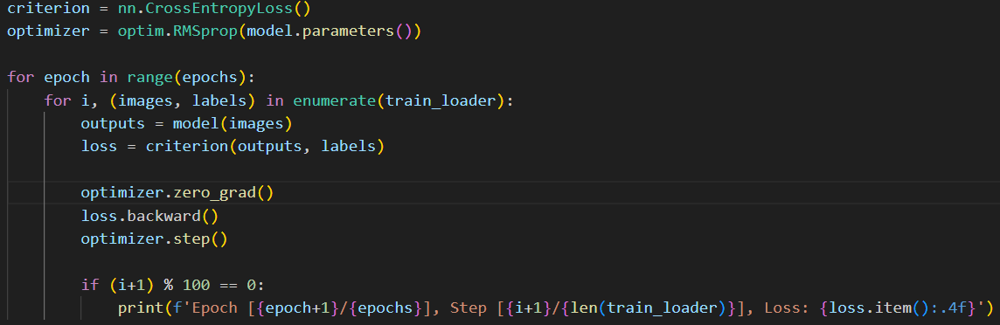 criterion = nn.CrossEntropyLoss()
optimizer = optim.RMSprop(model.parameters())
for epoch in range(epochs):
    for i, (images, labels) in enumerate(train_loader):
        outputs = model(images)
        loss = criterion(outputs, labels)
        optimizer.zero_grad()
        loss.backward()
        optimizer.step()
        if (i+1) % 100 == 0:
            print(f'Epoch [{epoch+1}/{epochs}], Step [{i+1}/{len(train_loader)}], Loss: {loss.item():.4f}')